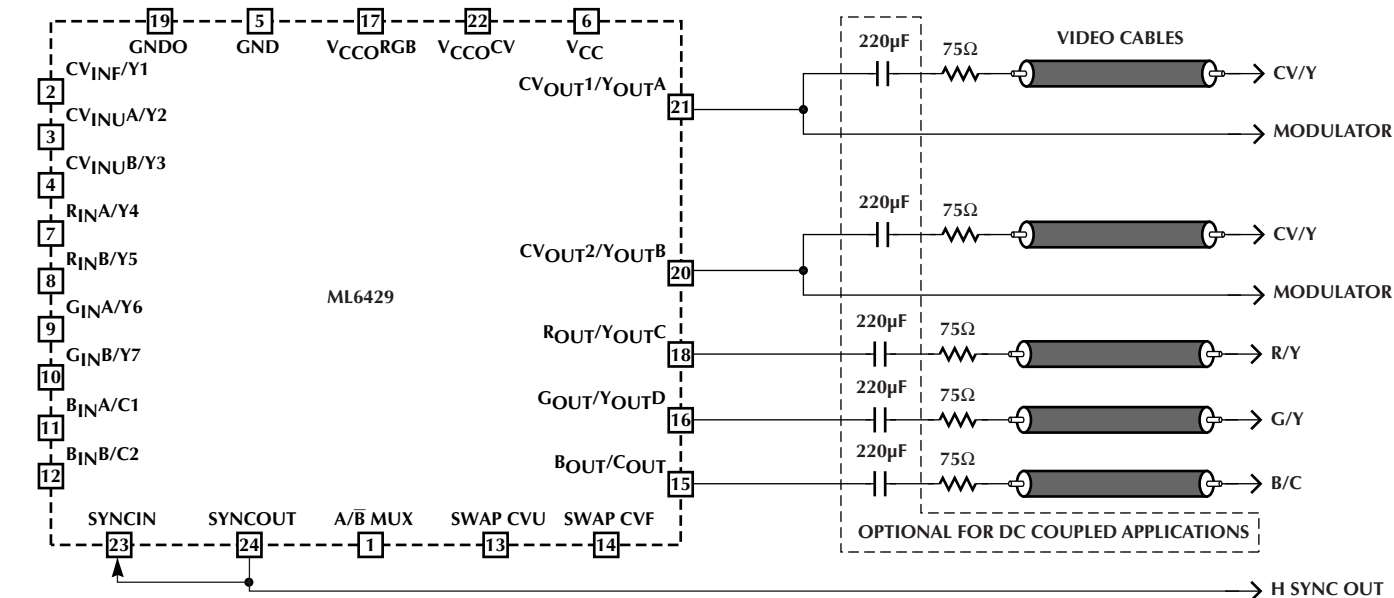 19 5 17 22 6
GNDO GND VCCORGB VCCOCV VCC
CVINF/Y1
2
CVINUA/Y2
3
CVINUB/Y3
4
RINA/Y4
7
RINB/Y5
8
GINA/Y6
9
GINB/Y7
10
BINA/C1
11
BINB/C2
12
ML6429
CVOUT1/YOUTA
21
CVOUT2/YOUTB
20
ROUT/YOUTC
18
GOUT/YOUTD
16
BOUT/COUT
15
SYNCIN SYNCOUT A/B̅ MUX SWAP CVU SWAP CVF
23 24 1 13 14
220µF 75Ω VIDEO CABLES
CV/Y
MODULATOR
220µF 75Ω
CV/Y
MODULATOR
220µF 75Ω
R/Y
220µF 75Ω
G/Y
220µF 75Ω
B/C
OPTIONAL FOR DC COUPLED APPLICATIONS
H SYNC OUT